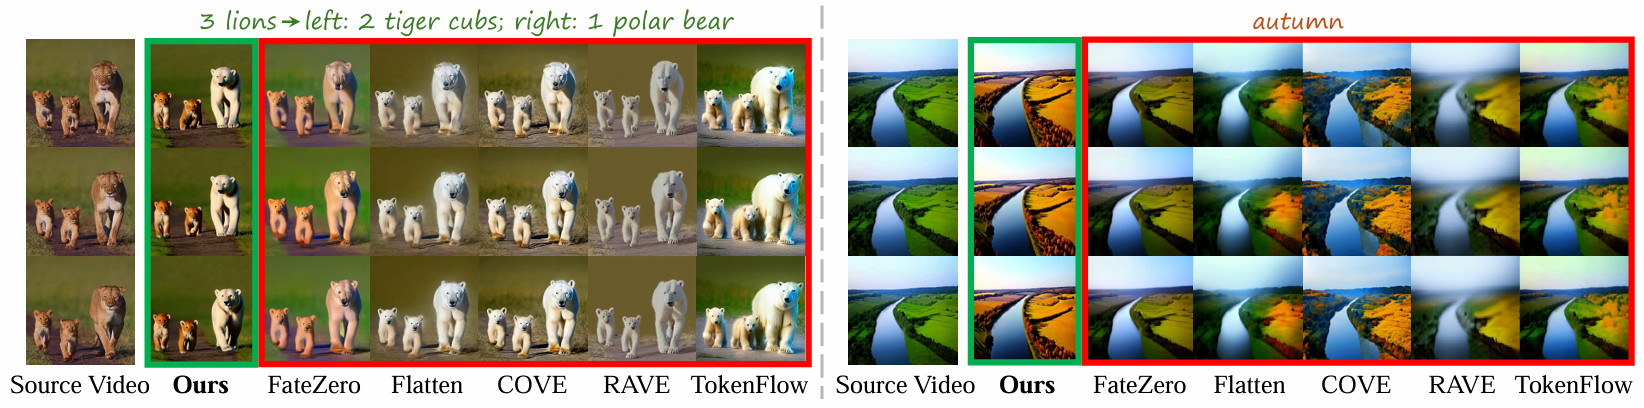 3 lions→left: 2 tiger cubs; right: 1 polar bear
autumn
Source Video Ours FateZero Flatten COVE RAVE TokenFlow
Source Video Ours FateZero Flatten COVE RAVE TokenFlow